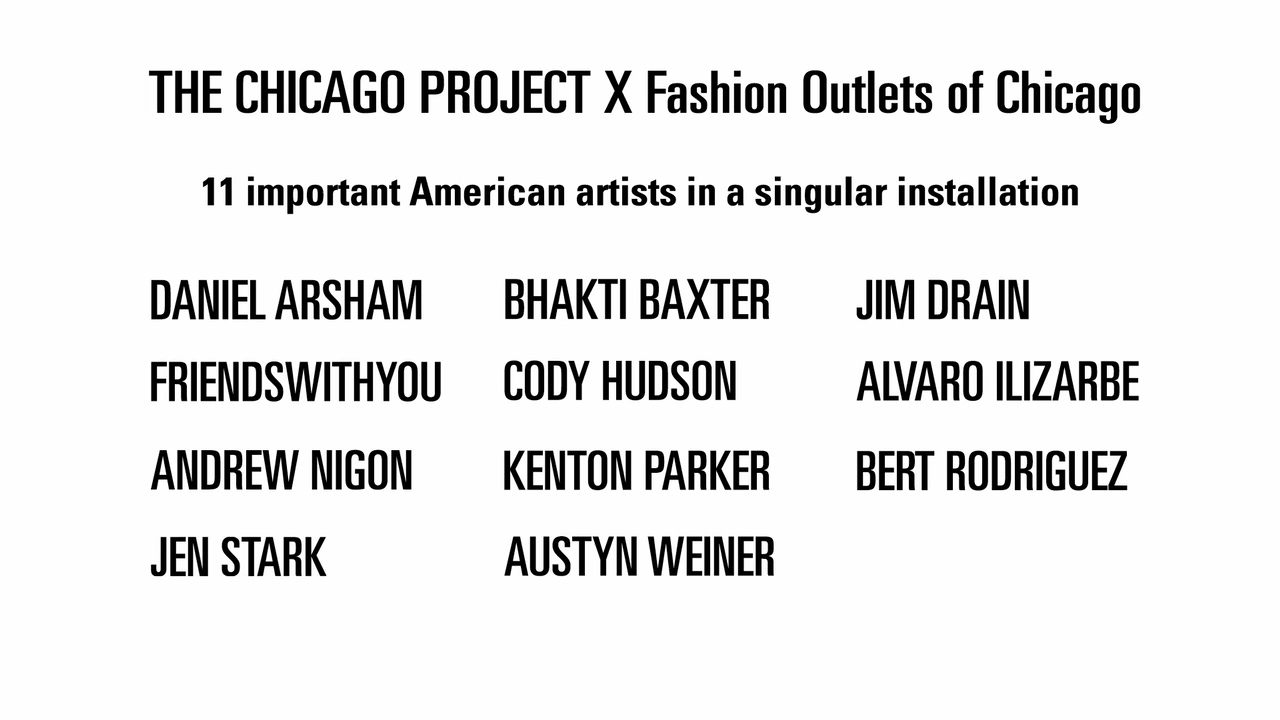 THE CHICAGO PROJECT X Fashion Outlets of Chicago
11 important American artists in a singular installation
DANIEL ARSHAM BHAKTI BAXTER JIM DRAIN
FRIENDSWITHYOU CODY HUDSON ALVARO ILIZARBE
ANDREW NIGON KENTON PARKER BERT RODRIGUEZ
JEN STARK AUSTYN WEINER